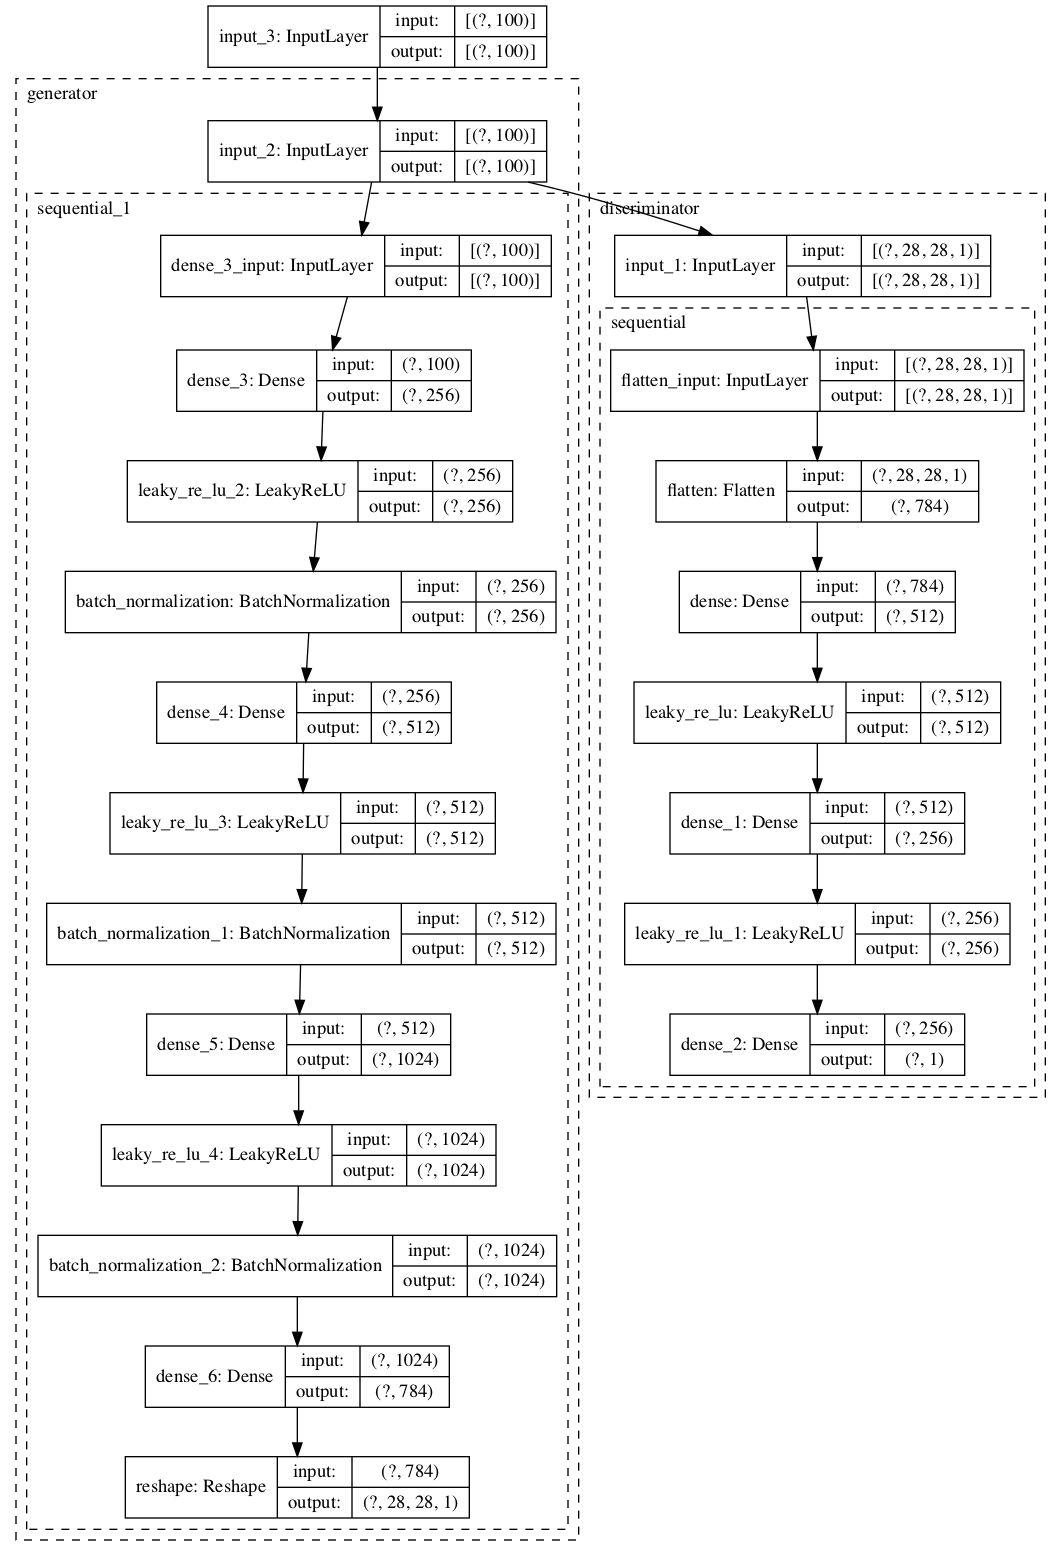 input_3: InputLayer
input: [(?, 100)]
output: [(?, 100)]
generator
input_2: InputLayer
input: [(?, 100)]
output: [(?, 100)]
sequential_1
dense_3_input: InputLayer
input: [(?, 100)]
output: [(?, 100)]
dense_3: Dense
input: (?, 100)
output: (?, 256)
leaky_re_lu_2: LeakyReLU
input: (?, 256)
output: (?, 256)
batch_normalization: BatchNormalization
input: (?, 256)
output: (?, 256)
dense_4: Dense
input: (?, 256)
output: (?, 512)
leaky_re_lu_3: LeakyReLU
input: (?, 512)
output: (?, 512)
batch_normalization_1: BatchNormalization
input: (?, 512)
output: (?, 512)
dense_5: Dense
input: (?, 512)
output: (?, 1024)
leaky_re_lu_4: LeakyReLU
input: (?, 1024)
output: (?, 1024)
batch_normalization_2: BatchNormalization
input: (?, 1024)
output: (?, 1024)
dense_6: Dense
input: (?, 1024)
output: (?, 784)
reshape: Reshape
input: (?, 784)
output: (?, 28, 28, 1)
discriminator
input_1: InputLayer
input: [(?, 28, 28, 1)]
output: [(?, 28, 28, 1)]
sequential
flatten_input: InputLayer
input: [(?, 28, 28, 1)]
output: [(?, 28, 28, 1)]
flatten: Flatten
input: (?, 28, 28, 1)
output: (?, 784)
dense: Dense
input: (?, 784)
output: (?, 512)
leaky_re_lu: LeakyReLU
input: (?, 512)
output: (?, 512)
dense_1: Dense
input: (?, 512)
output: (?, 256)
leaky_re_lu_1: LeakyReLU
input: (?, 256)
output: (?, 256)
dense_2: Dense
input: (?, 256)
output: (?, 1)